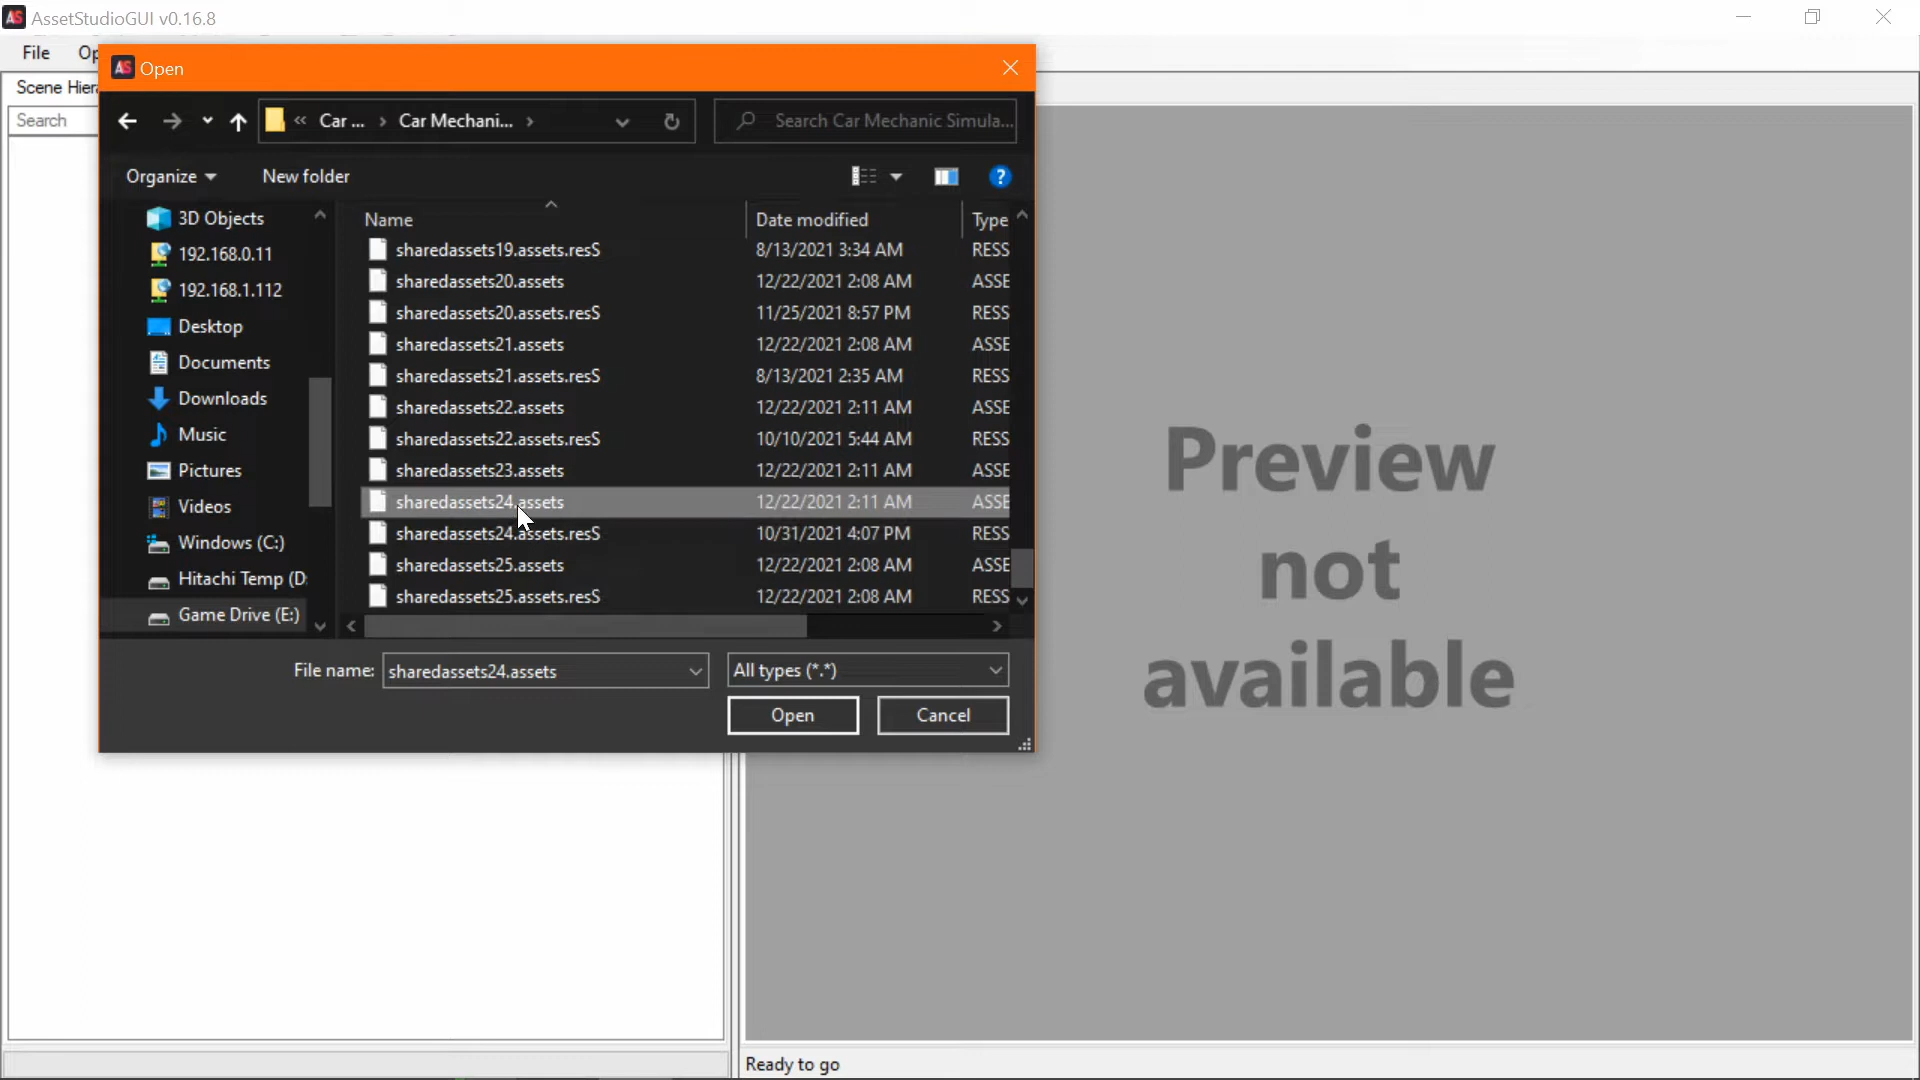 AS AssetStudioGUI v0.16.8
File Op
AS Open
Scene Hiera
Search
« Car ... › Car Mechani... ›
Search Car Mechanic Simula...
Organize New folder
?
3D Objects
192.168.0.11
192.168.1.112
Desktop
Documents
Downloads
Music
Pictures
Videos
Windows (C:)
Hitachi Temp (D:
Game Drive (E:)
Name Date modified Type
sharedassets19.assets.resS 8/13/2021 3:34 AM RESS
sharedassets20.assets 12/22/2021 2:08 AM ASSE
sharedassets20.assets.resS 11/25/2021 8:57 PM RESS
sharedassets21.assets 12/22/2021 2:08 AM ASSE
sharedassets21.assets.resS 8/13/2021 2:35 AM RESS
sharedassets22.assets 12/22/2021 2:11 AM ASSE
sharedassets22.assets.resS 10/10/2021 5:44 AM RESS
sharedassets23.assets 12/22/2021 2:11 AM ASSE
sharedassets24.assets 12/22/2021 2:11 AM ASSE
sharedassets24.assets.resS 10/31/2021 4:07 PM RESS
sharedassets25.assets 12/22/2021 2:08 AM ASSE
sharedassets25.assets.resS 12/22/2021 2:08 AM RESS
File name: sharedassets24.assets All types (*.*)
Open Cancel
Preview
not
available
Ready to go